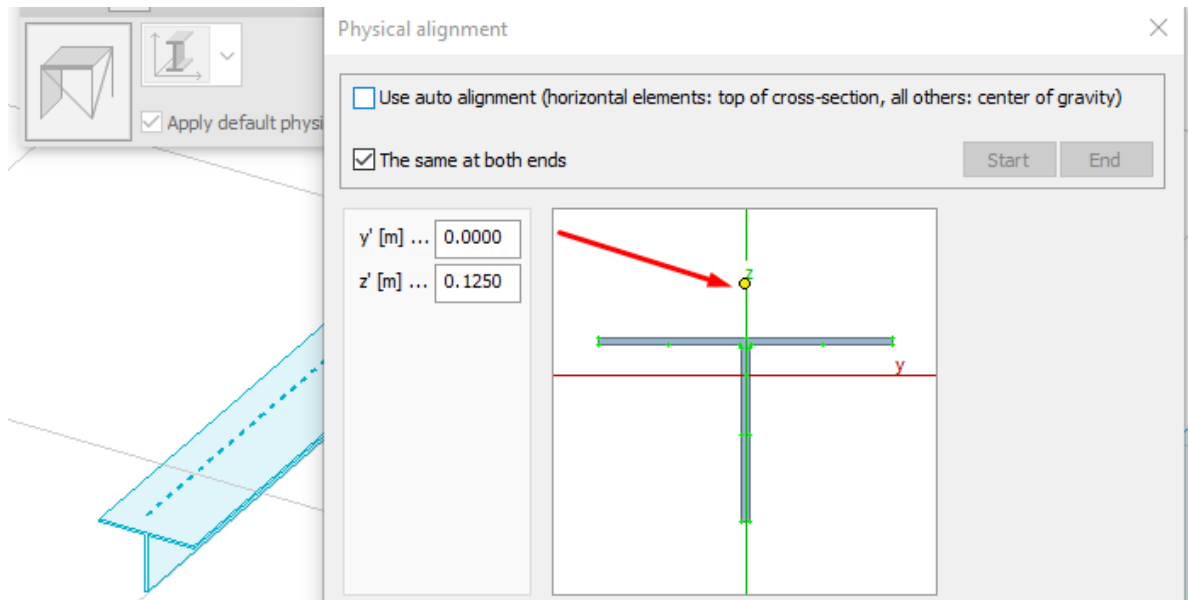 Physical alignment
Use auto alignment (horizontal elements: top of cross-section, all others: center of gravity)
Apply default physi
The same at both ends
Start
End
y' [m] ... 0.0000
z' [m] ... 0.1250
z
y